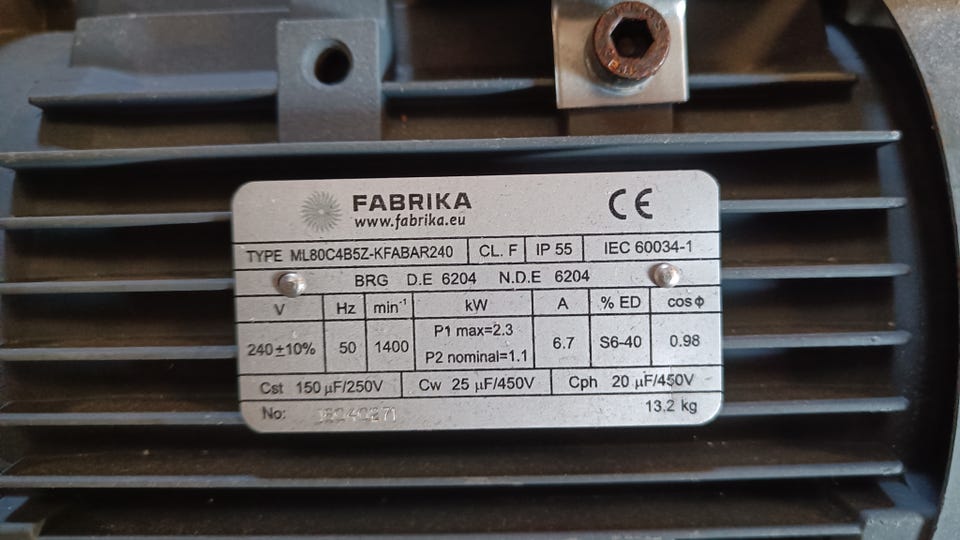 FABRIKA
www.fabrika.eu
CE
TYPE ML80C4B5Z-KFABAR240 CL. F IP 55 IEC 60034-1
BRG D.E 6204 N.D.E 6204
V Hz min⁻¹ kW A % ED cosϕ
240±10% 50 1400 P1 max=2.3 6.7 S6-40 0.98
P2 nominal=1.1
Cst 150 µF/250V Cw 25 µF/450V Cph 20 µF/450V
No:
13.2 kg